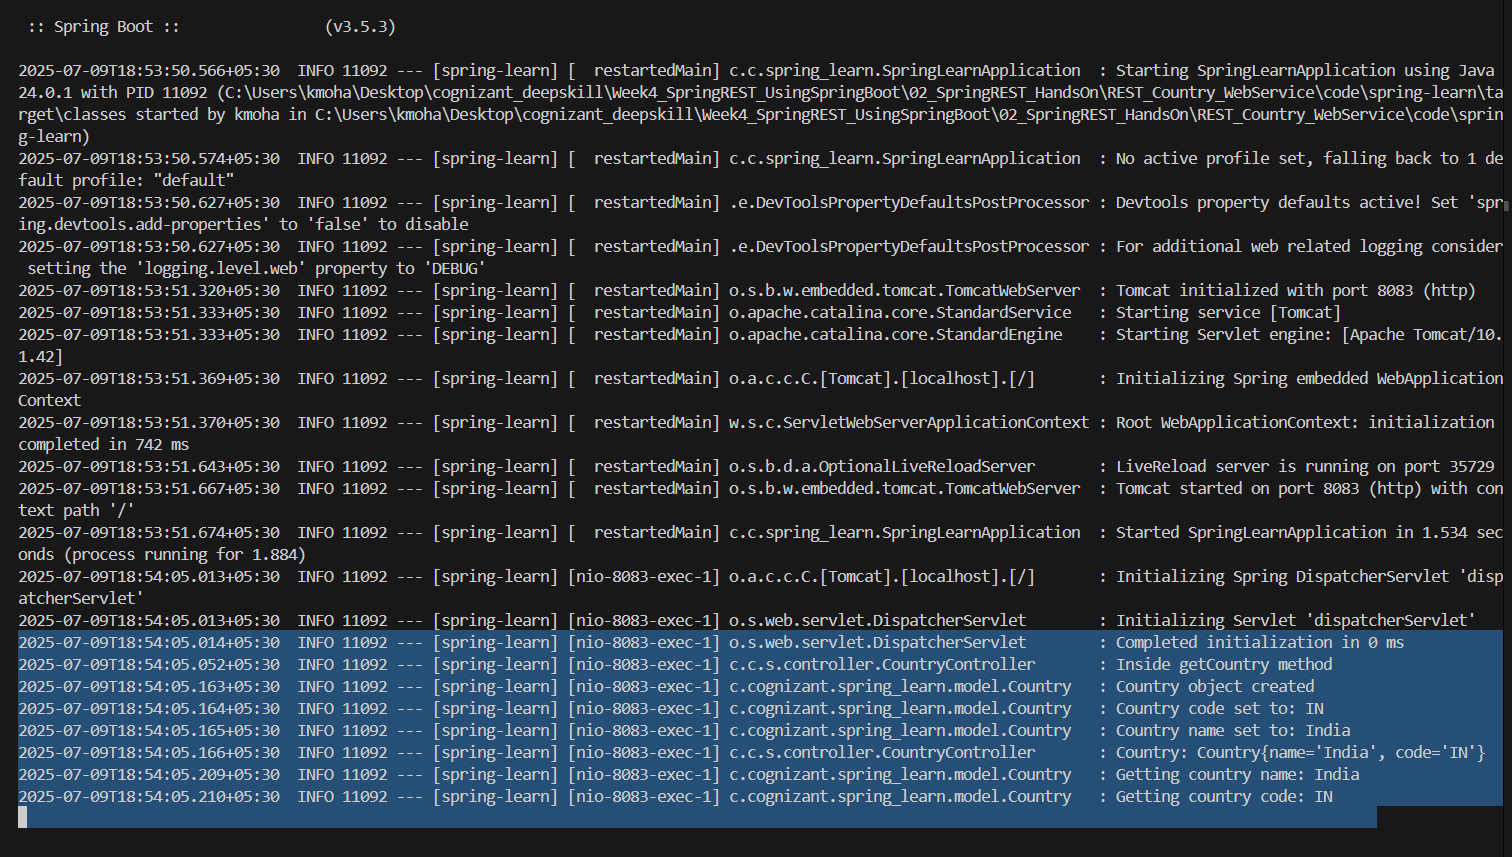 :: Spring Boot ::                (v3.5.3)
2025-07-09T18:53:50.566+05:30  INFO 11092 --- [spring-learn] [  restartedMain] c.c.spring_learn.SpringLearnApplication  : Starting SpringLearnApplication using Java
24.0.1 with PID 11092 (C:\Users\kmoha\Desktop\cognizant_deepskill\Week4_SpringREST_UsingSpringBoot\02_SpringREST_HandsOn\REST_Country_WebService\code\spring-learn\ta
rget\classes started by kmoha in C:\Users\kmoha\Desktop\cognizant_deepskill\Week4_SpringREST_UsingSpringBoot\02_SpringREST_HandsOn\REST_Country_WebService\code\sprin
g-learn)
2025-07-09T18:53:50.574+05:30  INFO 11092 --- [spring-learn] [  restartedMain] c.c.spring_learn.SpringLearnApplication  : No active profile set, falling back to 1 de
fault profile: "default"
2025-07-09T18:53:50.627+05:30  INFO 11092 --- [spring-learn] [  restartedMain] .e.DevToolsPropertyDefaultsPostProcessor : Devtools property defaults active! Set 'spr
ing.devtools.add-properties' to 'false' to disable
2025-07-09T18:53:50.627+05:30  INFO 11092 --- [spring-learn] [  restartedMain] .e.DevToolsPropertyDefaultsPostProcessor : For additional web related logging consider
 setting the 'logging.level.web' property to 'DEBUG'
2025-07-09T18:53:51.320+05:30  INFO 11092 --- [spring-learn] [  restartedMain] o.s.b.w.embedded.tomcat.TomcatWebServer  : Tomcat initialized with port 8083 (http)
2025-07-09T18:53:51.333+05:30  INFO 11092 --- [spring-learn] [  restartedMain] o.apache.catalina.core.StandardService   : Starting service [Tomcat]
2025-07-09T18:53:51.333+05:30  INFO 11092 --- [spring-learn] [  restartedMain] o.apache.catalina.core.StandardEngine    : Starting Servlet engine: [Apache Tomcat/10.
1.42]
2025-07-09T18:53:51.369+05:30  INFO 11092 --- [spring-learn] [  restartedMain] o.a.c.c.C.[Tomcat].[localhost].[/]       : Initializing Spring embedded WebApplication
Context
2025-07-09T18:53:51.370+05:30  INFO 11092 --- [spring-learn] [  restartedMain] w.s.c.ServletWebServerApplicationContext : Root WebApplicationContext: initialization
completed in 742 ms
2025-07-09T18:53:51.643+05:30  INFO 11092 --- [spring-learn] [  restartedMain] o.s.b.d.a.OptionalLiveReloadServer       : LiveReload server is running on port 35729
2025-07-09T18:53:51.667+05:30  INFO 11092 --- [spring-learn] [  restartedMain] o.s.b.w.embedded.tomcat.TomcatWebServer  : Tomcat started on port 8083 (http) with con
text path '/'
2025-07-09T18:53:51.674+05:30  INFO 11092 --- [spring-learn] [  restartedMain] c.c.spring_learn.SpringLearnApplication  : Started SpringLearnApplication in 1.534 sec
onds (process running for 1.884)
2025-07-09T18:54:05.013+05:30  INFO 11092 --- [spring-learn] [nio-8083-exec-1] o.a.c.c.C.[Tomcat].[localhost].[/]       : Initializing Spring DispatcherServlet 'disp
atcherServlet'
2025-07-09T18:54:05.013+05:30  INFO 11092 --- [spring-learn] [nio-8083-exec-1] o.s.web.servlet.DispatcherServlet        : Initializing Servlet 'dispatcherServlet'
2025-07-09T18:54:05.014+05:30  INFO 11092 --- [spring-learn] [nio-8083-exec-1] o.s.web.servlet.DispatcherServlet        : Completed initialization in 0 ms
2025-07-09T18:54:05.052+05:30  INFO 11092 --- [spring-learn] [nio-8083-exec-1] c.c.s.controller.CountryController       : Inside getCountry method
2025-07-09T18:54:05.163+05:30  INFO 11092 --- [spring-learn] [nio-8083-exec-1] c.cognizant.spring_learn.model.Country   : Country object created
2025-07-09T18:54:05.164+05:30  INFO 11092 --- [spring-learn] [nio-8083-exec-1] c.cognizant.spring_learn.model.Country   : Country code set to: IN
2025-07-09T18:54:05.165+05:30  INFO 11092 --- [spring-learn] [nio-8083-exec-1] c.cognizant.spring_learn.model.Country   : Country name set to: India
2025-07-09T18:54:05.166+05:30  INFO 11092 --- [spring-learn] [nio-8083-exec-1] c.c.s.controller.CountryController       : Country: Country{name='India', code='IN'}
2025-07-09T18:54:05.209+05:30  INFO 11092 --- [spring-learn] [nio-8083-exec-1] c.cognizant.spring_learn.model.Country   : Getting country name: India
2025-07-09T18:54:05.210+05:30  INFO 11092 --- [spring-learn] [nio-8083-exec-1] c.cognizant.spring_learn.model.Country   : Getting country code: IN